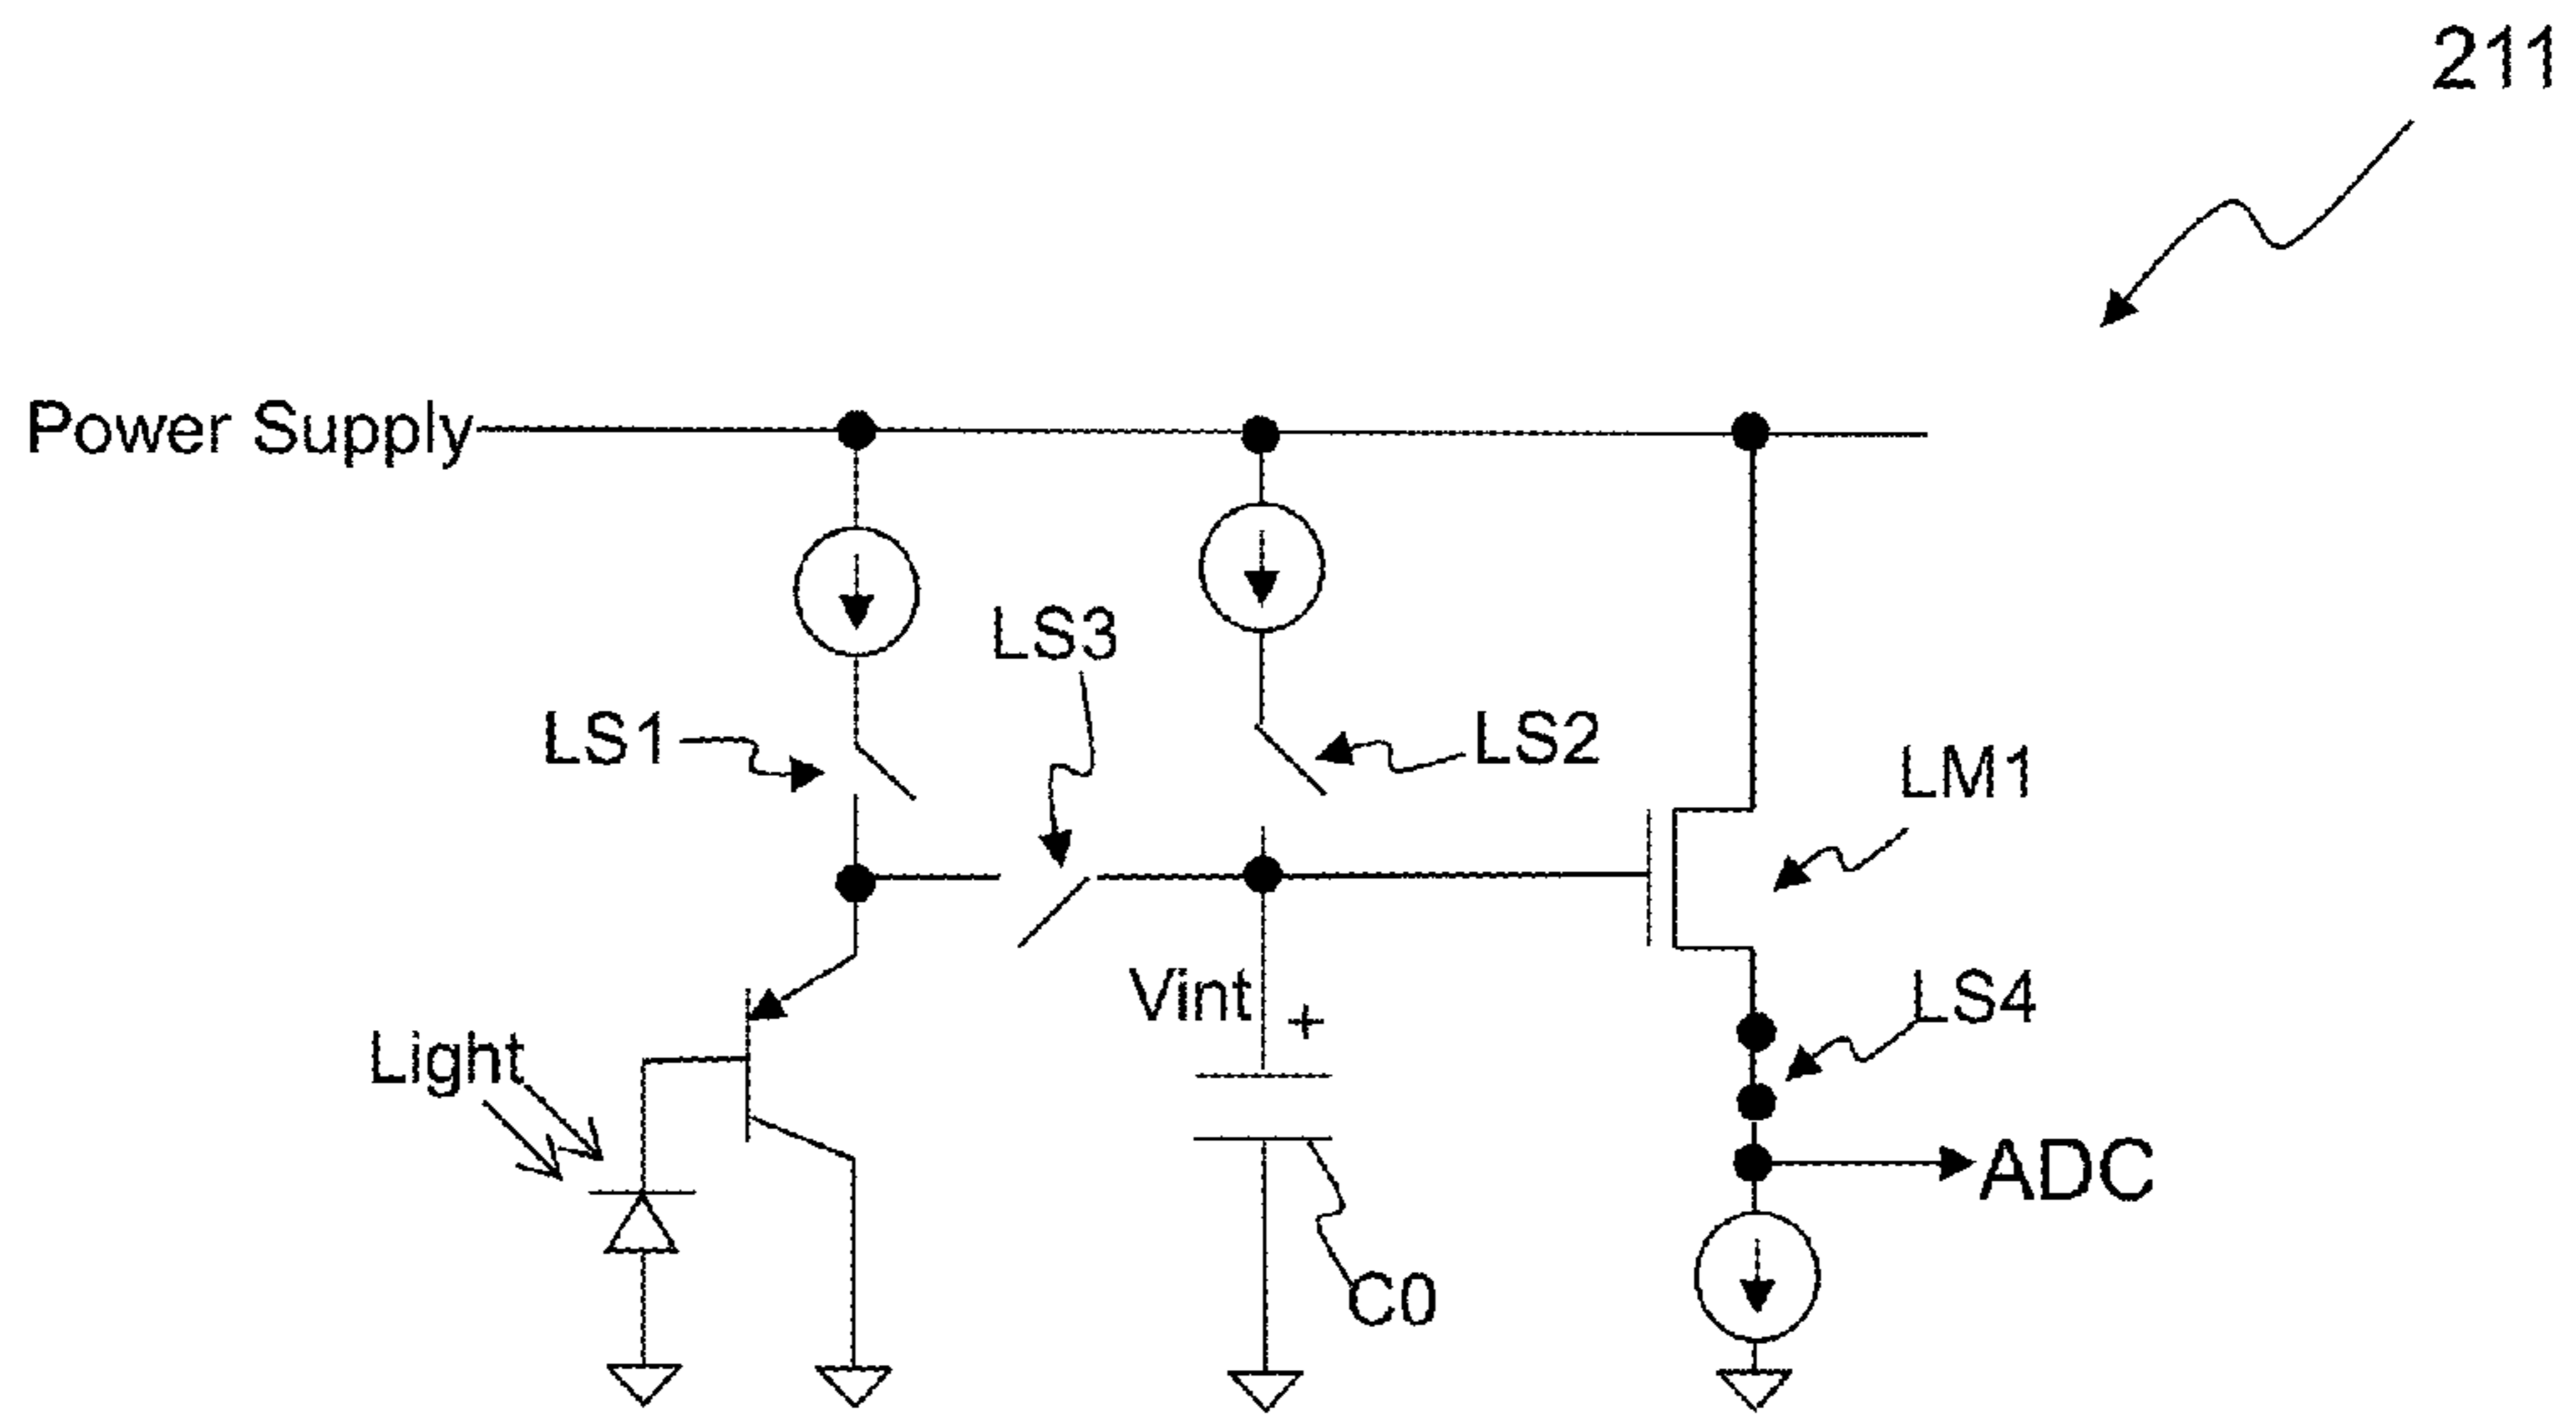 211
Power Supply
LS3
LS1
LS2
LM1
Vint
+
LS4
Light
ADC
C0